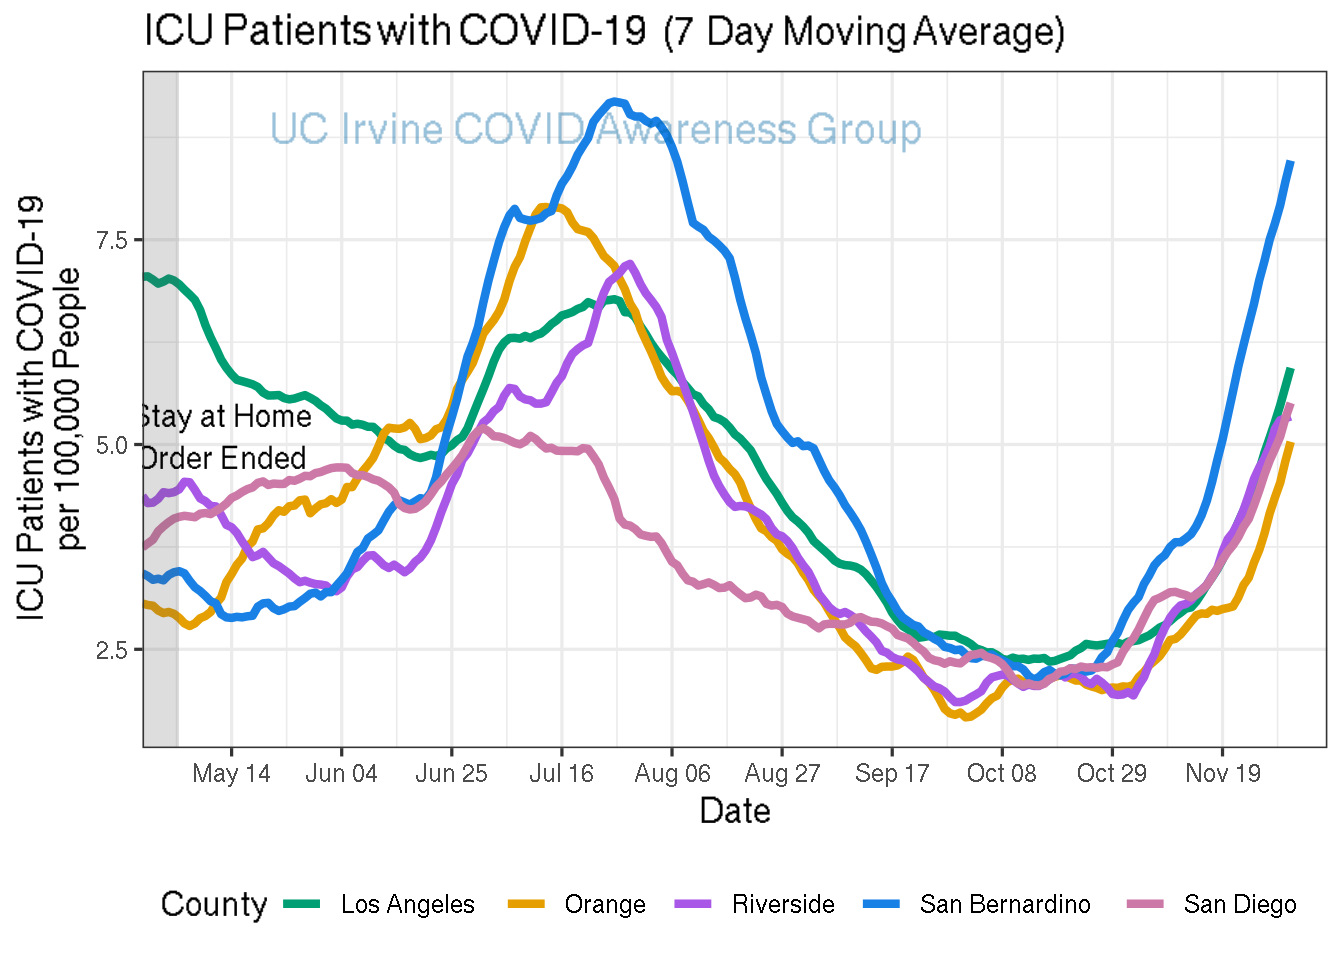 ICU Patients with COVID-19 (7 Day Moving Average)
UC Irvine COVID Awareness Group
ICU Patients with COVID-19
per 100,000 People
7.5
5.0
2.5
Stay at Home
Order Ended
May 14 Jun 04 Jun 25 Jul 16 Aug 06 Aug 27 Sep 17 Oct 08 Oct 29 Nov 19
Date
County Los Angeles Orange Riverside San Bernardino San Diego